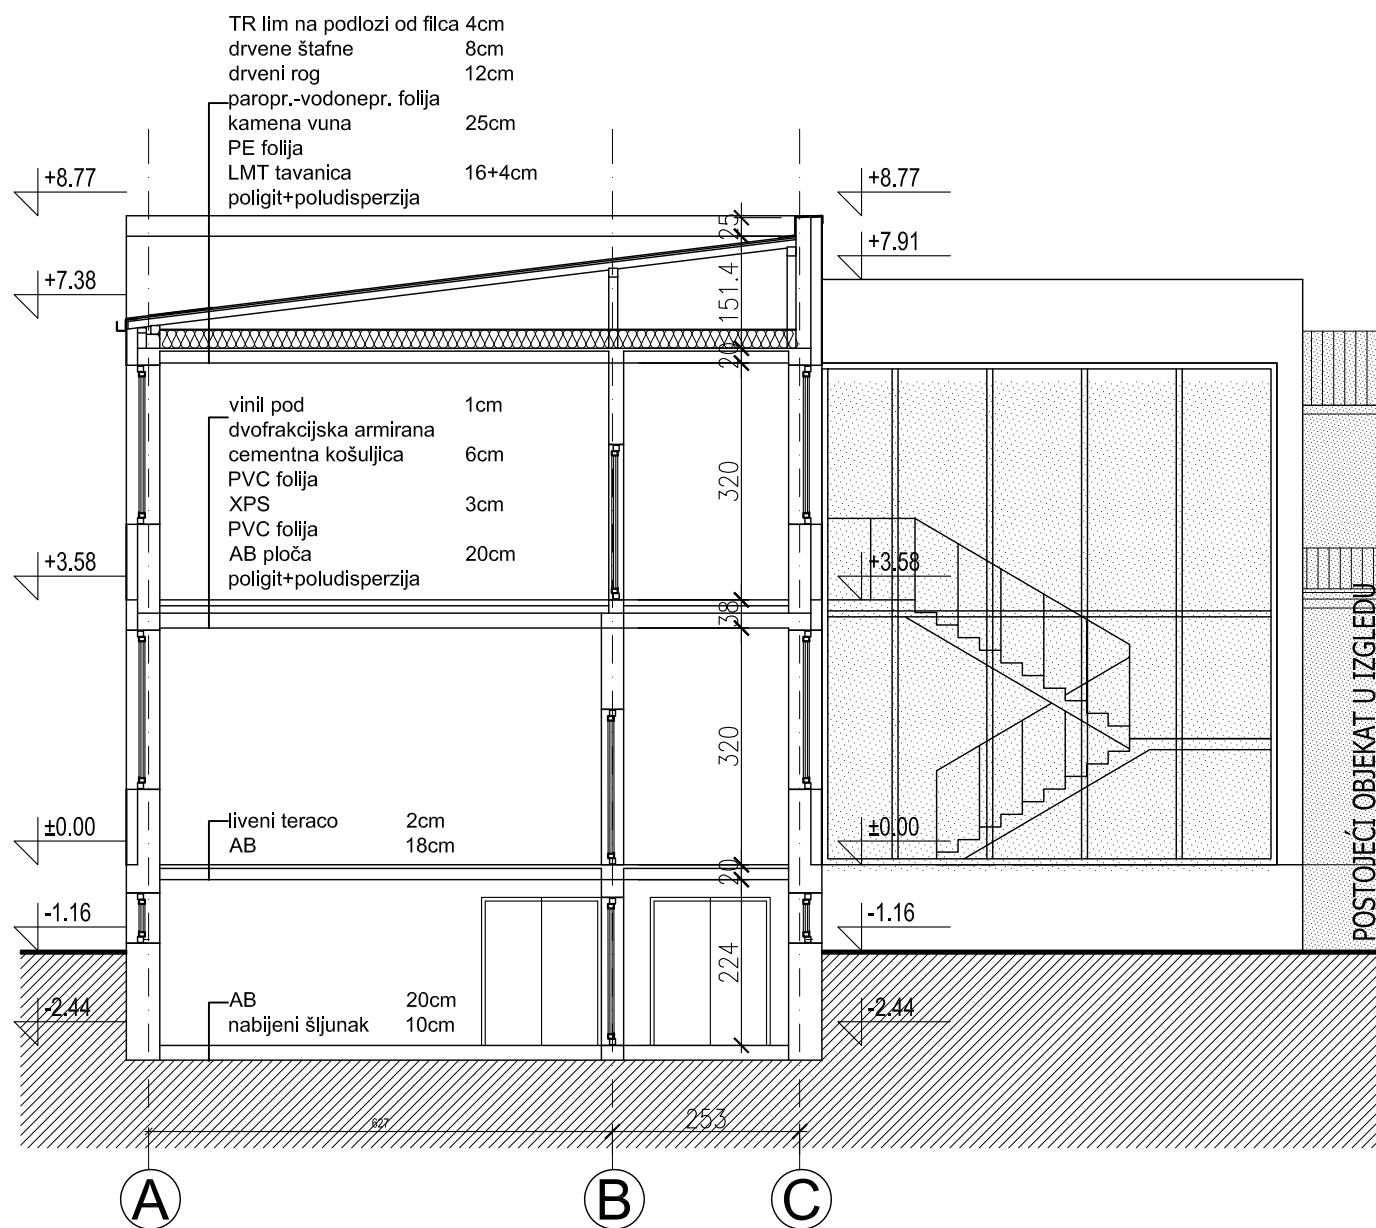 TR lim na podlozi od filca 4cm
drvene štafne 8cm
drveni rog 12cm
paropr.-vodonepr. folija
kamena vuna 25cm
PE folija
LMT tavanica 16+4cm
poligit+poludisperzija
+8.77
+8.77
25
+7.91
+7.38
151.4
20
vinil pod 1cm
dvofrakcijska armirana
cementna košuljica 6cm
PVC folija
XPS 3cm
PVC folija
AB ploča 20cm
poligit+poludisperzija
320
+3.58
+3.58
38
320
POSTOJEĆI OBJEKAT U IZGLEDU
liveni teraco 2cm
AB 18cm
±0.00
±0.00
20
-1.16
-1.16
224
AB 20cm
nabijeni šljunak 10cm
-2.44
-2.44
627
253
A
B
C